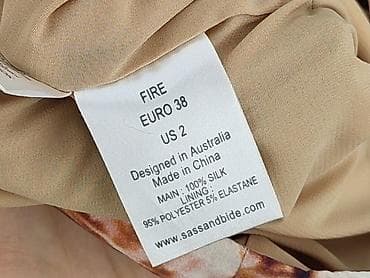 FIRE
EURO 38
US 2
Designed in Australia
Made in China
MAIN : 100% SILK
LINING :
95% POLYESTER 5% ELASTANE
www.sassandbide.com